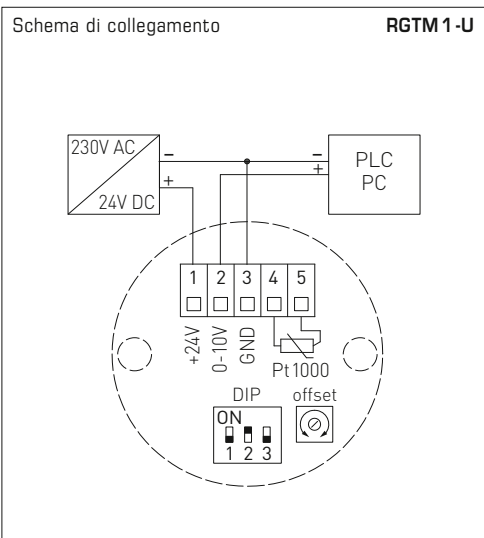 Schema di collegamento RGTM 1-U
230V AC
24V DC
–
+
–
+
PLC
PC
1 2 3 4 5
+24V
0-10V
GND
Pt1000
DIP
offset
ON
1 2 3